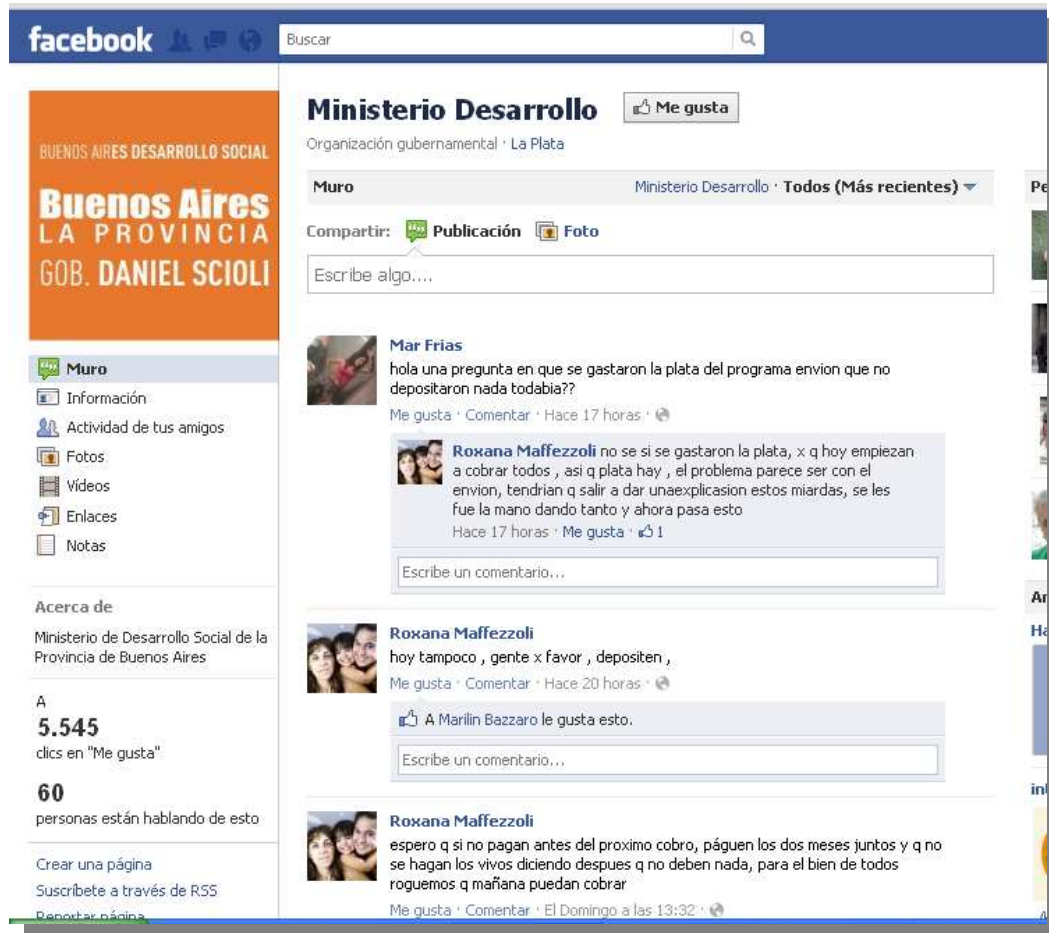 facebook
Buscar
BUENOS AIRES DESARROLLO SOCIAL
Buenos Aires
LA PROVINCIA
GOB. DANIEL SCIOLI
Muro
Información
Actividad de tus amigos
Fotos
Vídeos
Enlaces
Notas
Acerca de
Ministerio de Desarrollo Social de la
Provincia de Buenos Aires
A
5.545
clics en "Me gusta"
60
personas están hablando de esto
Crear una página
Suscríbete a través de RSS
Reportar página
Ministerio Desarrollo Me gusta
Organización gubernamental · La Plata
Muro Ministerio Desarrollo · Todos (Más recientes)
Compartir: Publicación Foto
Escribe algo....
Mar Frias
hola una pregunta en que se gastaron la plata del programa envion que no
depositaron nada todabia??
Me gusta · Comentar · Hace 17 horas ·
Roxana Maffezzoli no se si se gastaron la plata, x q hoy empiezan
a cobrar todos , asi q plata hay , el problema parece ser con el
envion, tendrian q salir a dar unaexplicasion estos miardas, se les
fue la mano dando tanto y ahora pasa esto
Hace 17 horas · Me gusta · 1
Escribe un comentario...
Roxana Maffezzoli
hoy tampoco , gente x favor , depositen ,
Me gusta · Comentar · Hace 20 horas ·
A Marilin Bazzaro le gusta esto.
Escribe un comentario...
Roxana Maffezzoli
espero q si no pagan antes del proximo cobro, páguen los dos meses juntos y q no
se hagan los vivos diciendo despues q no deben nada, para el bien de todos
roguemos q mañana puedan cobrar
Me gusta · Comentar · El Domingo a las 13:32 ·